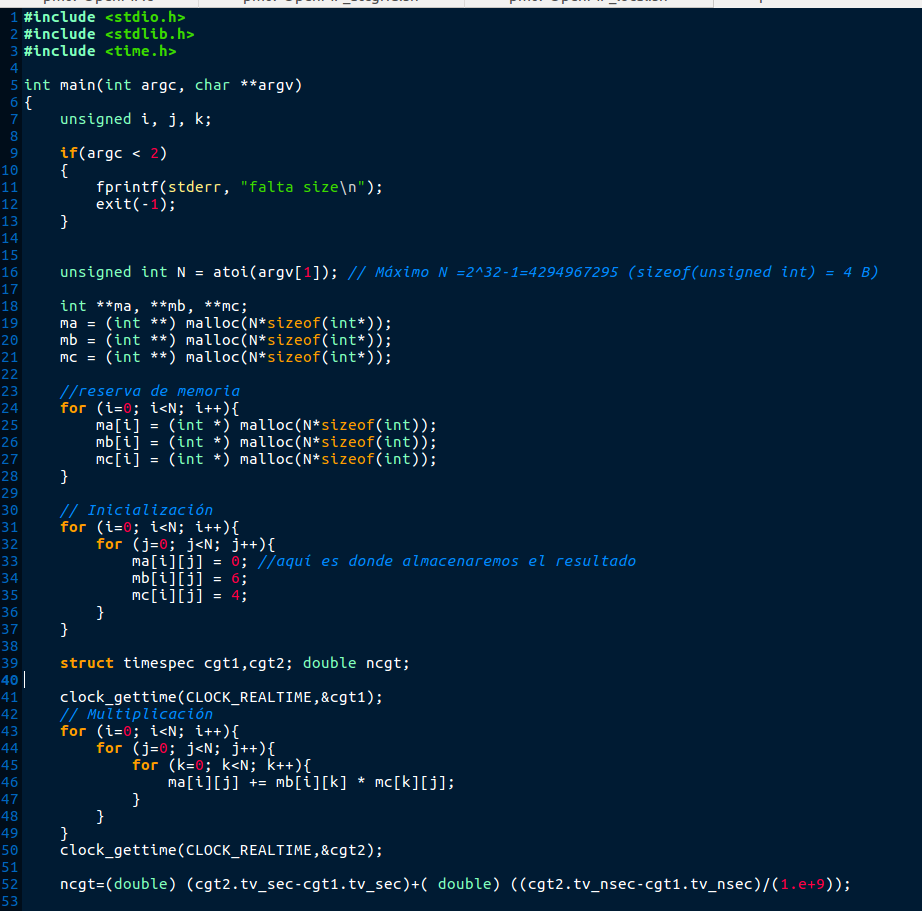 1 #include <stdio.h>
2 #include <stdlib.h>
3 #include <time.h>
4
5 int main(int argc, char **argv)
6 {
7     unsigned i, j, k;
8
9     if(argc < 2)
10     {
11         fprintf(stderr, "falta size\n");
12         exit(-1);
13     }
14
15
16     unsigned int N = atoi(argv[1]); // Máximo N =2^32-1=4294967295 (sizeof(unsigned int) = 4 B)
17
18     int **ma, **mb, **mc;
19     ma = (int **) malloc(N*sizeof(int*));
20     mb = (int **) malloc(N*sizeof(int*));
21     mc = (int **) malloc(N*sizeof(int*));
22
23     //reserva de memoria
24     for (i=0; i<N; i++){
25         ma[i] = (int *) malloc(N*sizeof(int));
26         mb[i] = (int *) malloc(N*sizeof(int));
27         mc[i] = (int *) malloc(N*sizeof(int));
28     }
29
30     // Inicialización
31     for (i=0; i<N; i++){
32         for (j=0; j<N; j++){
33             ma[i][j] = 0; //aquí es donde almacenaremos el resultado
34             mb[i][j] = 6;
35             mc[i][j] = 4;
36         }
37     }
38
39     struct timespec cgt1,cgt2; double ncgt;
40
41     clock_gettime(CLOCK_REALTIME,&cgt1);
42     // Multiplicación
43     for (i=0; i<N; i++){
44         for (j=0; j<N; j++){
45             for (k=0; k<N; k++){
46                 ma[i][j] += mb[i][k] * mc[k][j];
47             }
48         }
49     }
50     clock_gettime(CLOCK_REALTIME,&cgt2);
51
52     ncgt=(double) (cgt2.tv_sec-cgt1.tv_sec)+( double) ((cgt2.tv_nsec-cgt1.tv_nsec)/(1.e+9));
53